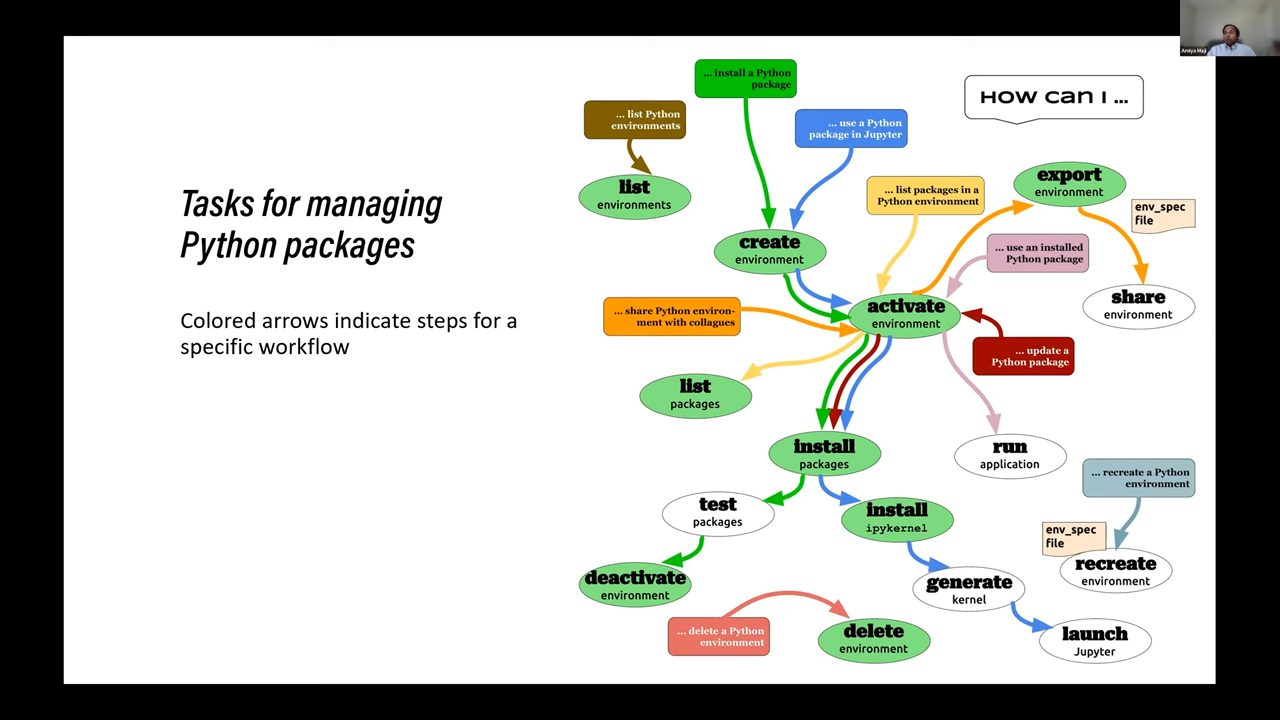 Amiya Maji
Tasks for managing
Python packages
Colored arrows indicate steps for a
specific workflow
How can I ...
... install a Python
package
... list Python
environments
... use a Python
package in Jupyter
list
environments
create
environment
... list packages in a
Python environment
export
environment
env_spec
file
... use an installed
Python package
share
environment
activate
environment
... share Python environ-
ment with collagues
... update a
Python package
list
packages
install
packages
run
application
... recreate a Python
environment
test
packages
install
ipykernel
env_spec
file
recreate
environment
deactivate
environment
generate
kernel
... delete a Python
environment
delete
environment
launch
Jupyter